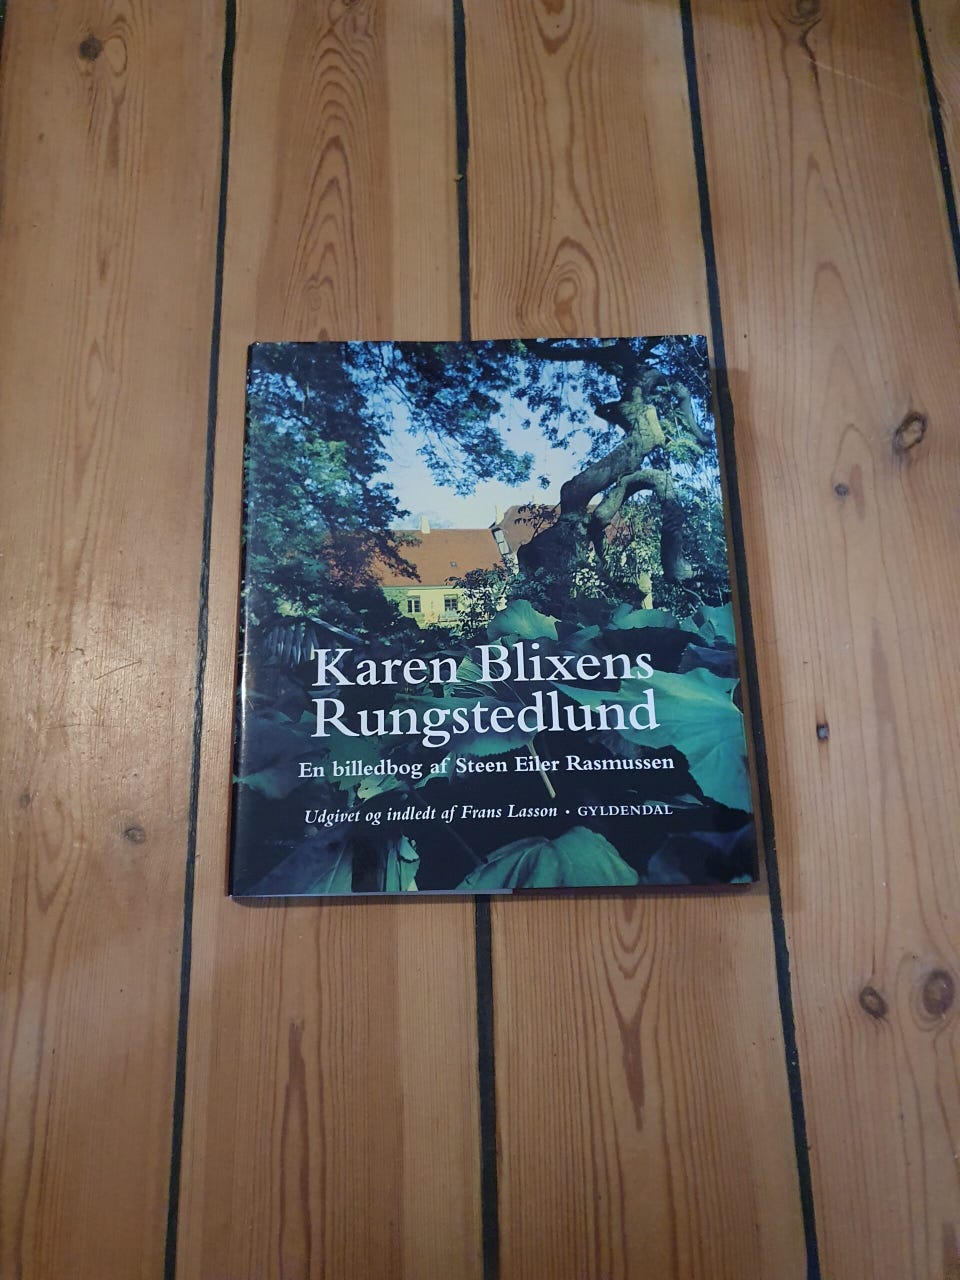 Karen Blixens
Rungstedlund
En billedbog af Steen Eiler Rasmussen
Udgivet og indledt af Frans Lasson • GYLDENDAL